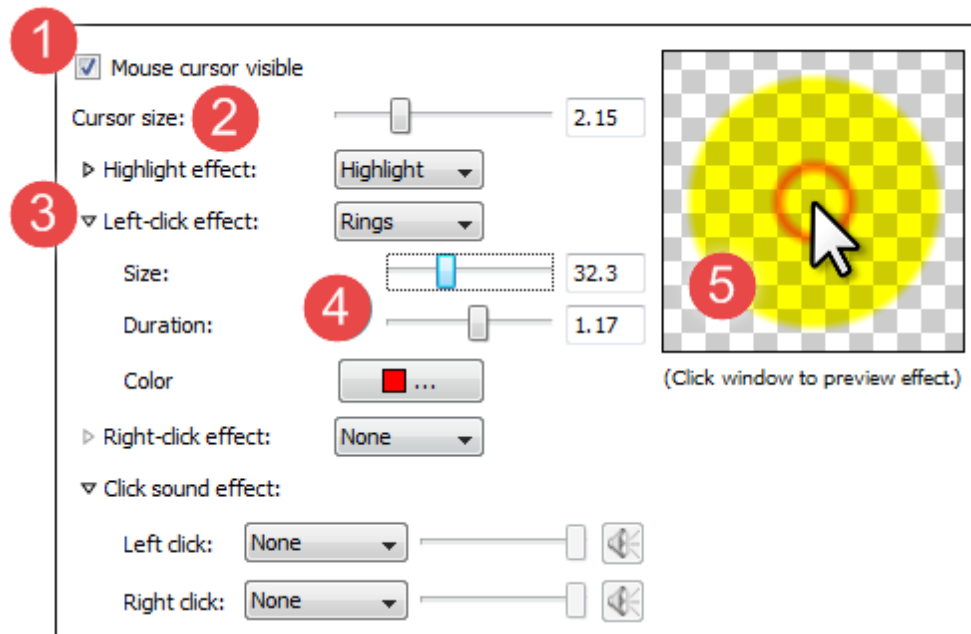 1
Mouse cursor visible
Cursor size: 2 2.15
Highlight effect: Highlight
3 Left-click effect: Rings
Size: 32.3
4
Duration: 1.17
Color ...
Right-click effect: None
Click sound effect:
Left click: None
Right click: None
5
(Click window to preview effect.)